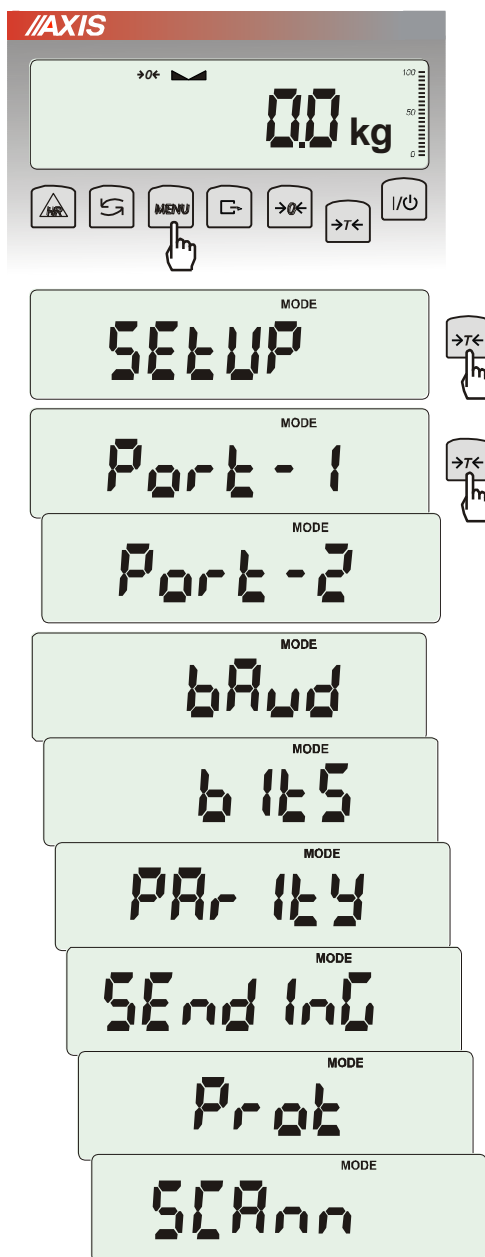 //AXIS
→0←
100
50
0
0.0 kg
HR MENU →0← →T← I/⏻
MODE
SEtUP
→T←
MODE
Port-1
→T←
MODE
Port-2
MODE
bAud
MODE
bItS
MODE
PArItY
MODE
SEndInG
MODE
Prot
MODE
SCAnn